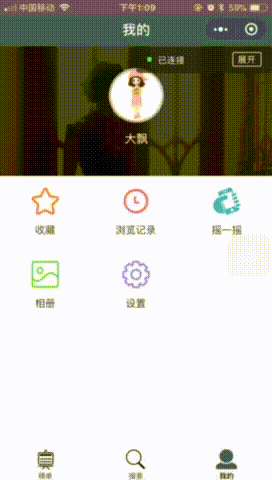 中国移动 下午1:09 59%
我的
已连接 展开
大飘
收藏 浏览记录 摇一摇
相册 设置
榜单 搜索 我的